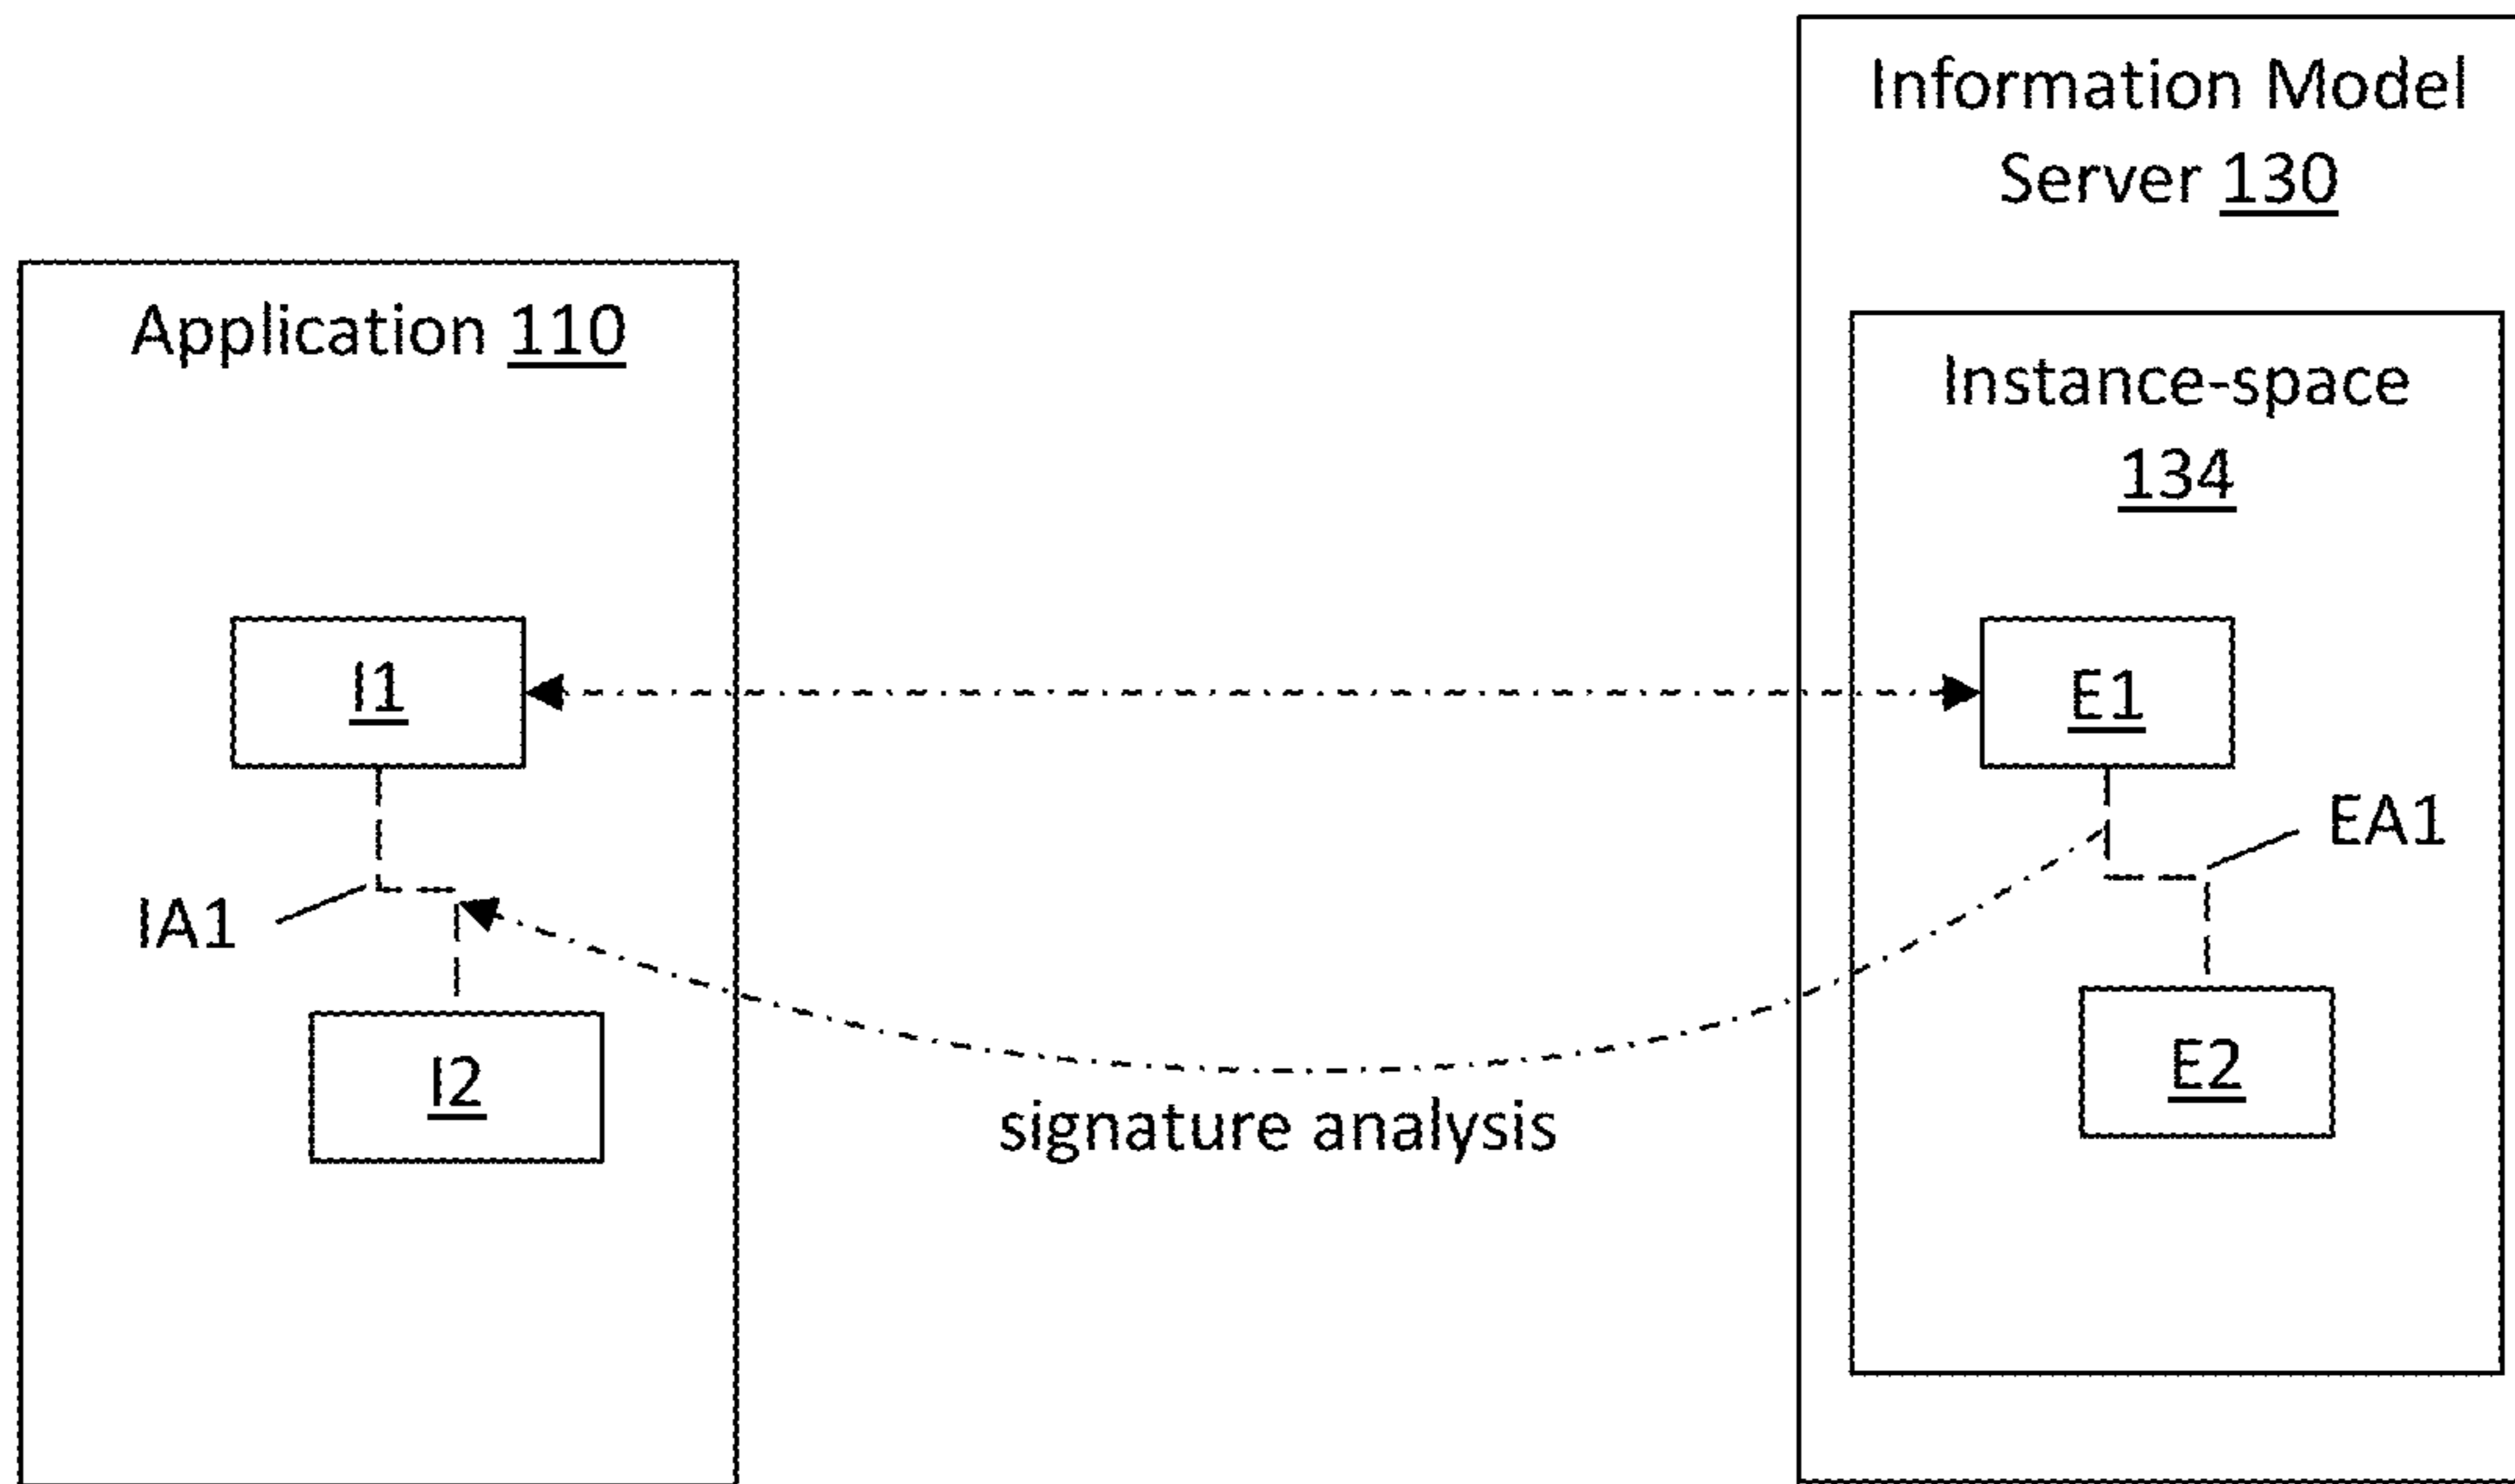 Information Model
Server 130
Application 110
Instance-space
134
I1
E1
EA1
IA1
I2
E2
signature analysis